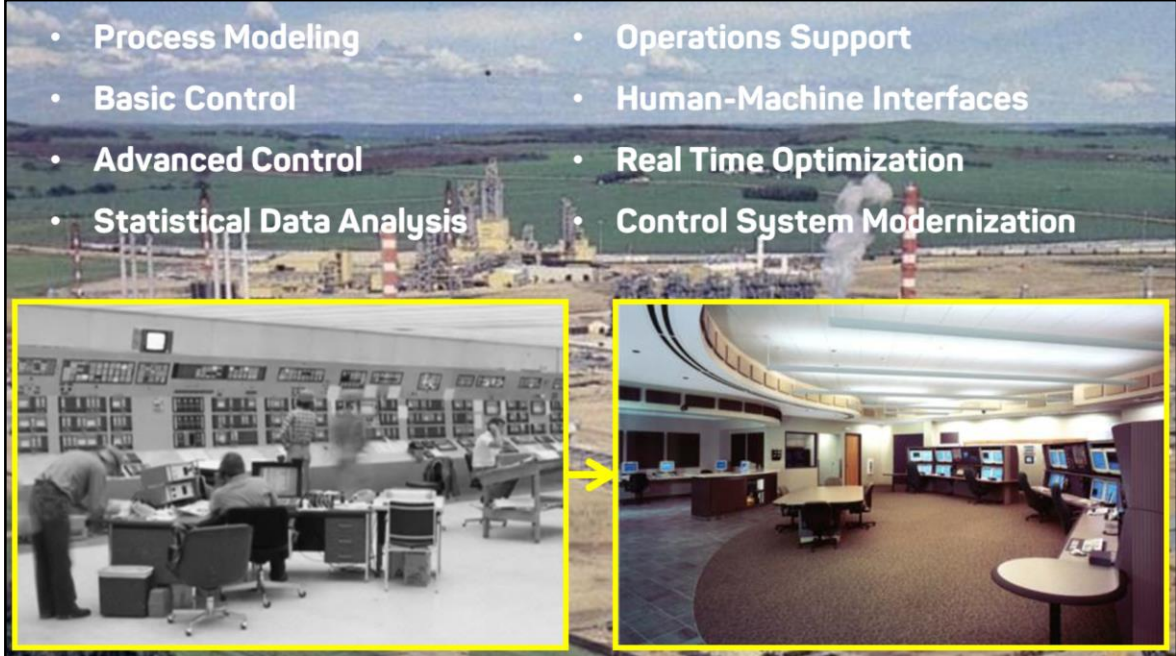 • Process Modeling
• Basic Control
• Advanced Control
• Statistical Data Analysis
• Operations Support
• Human-Machine Interfaces
• Real Time Optimization
• Control System Modernization